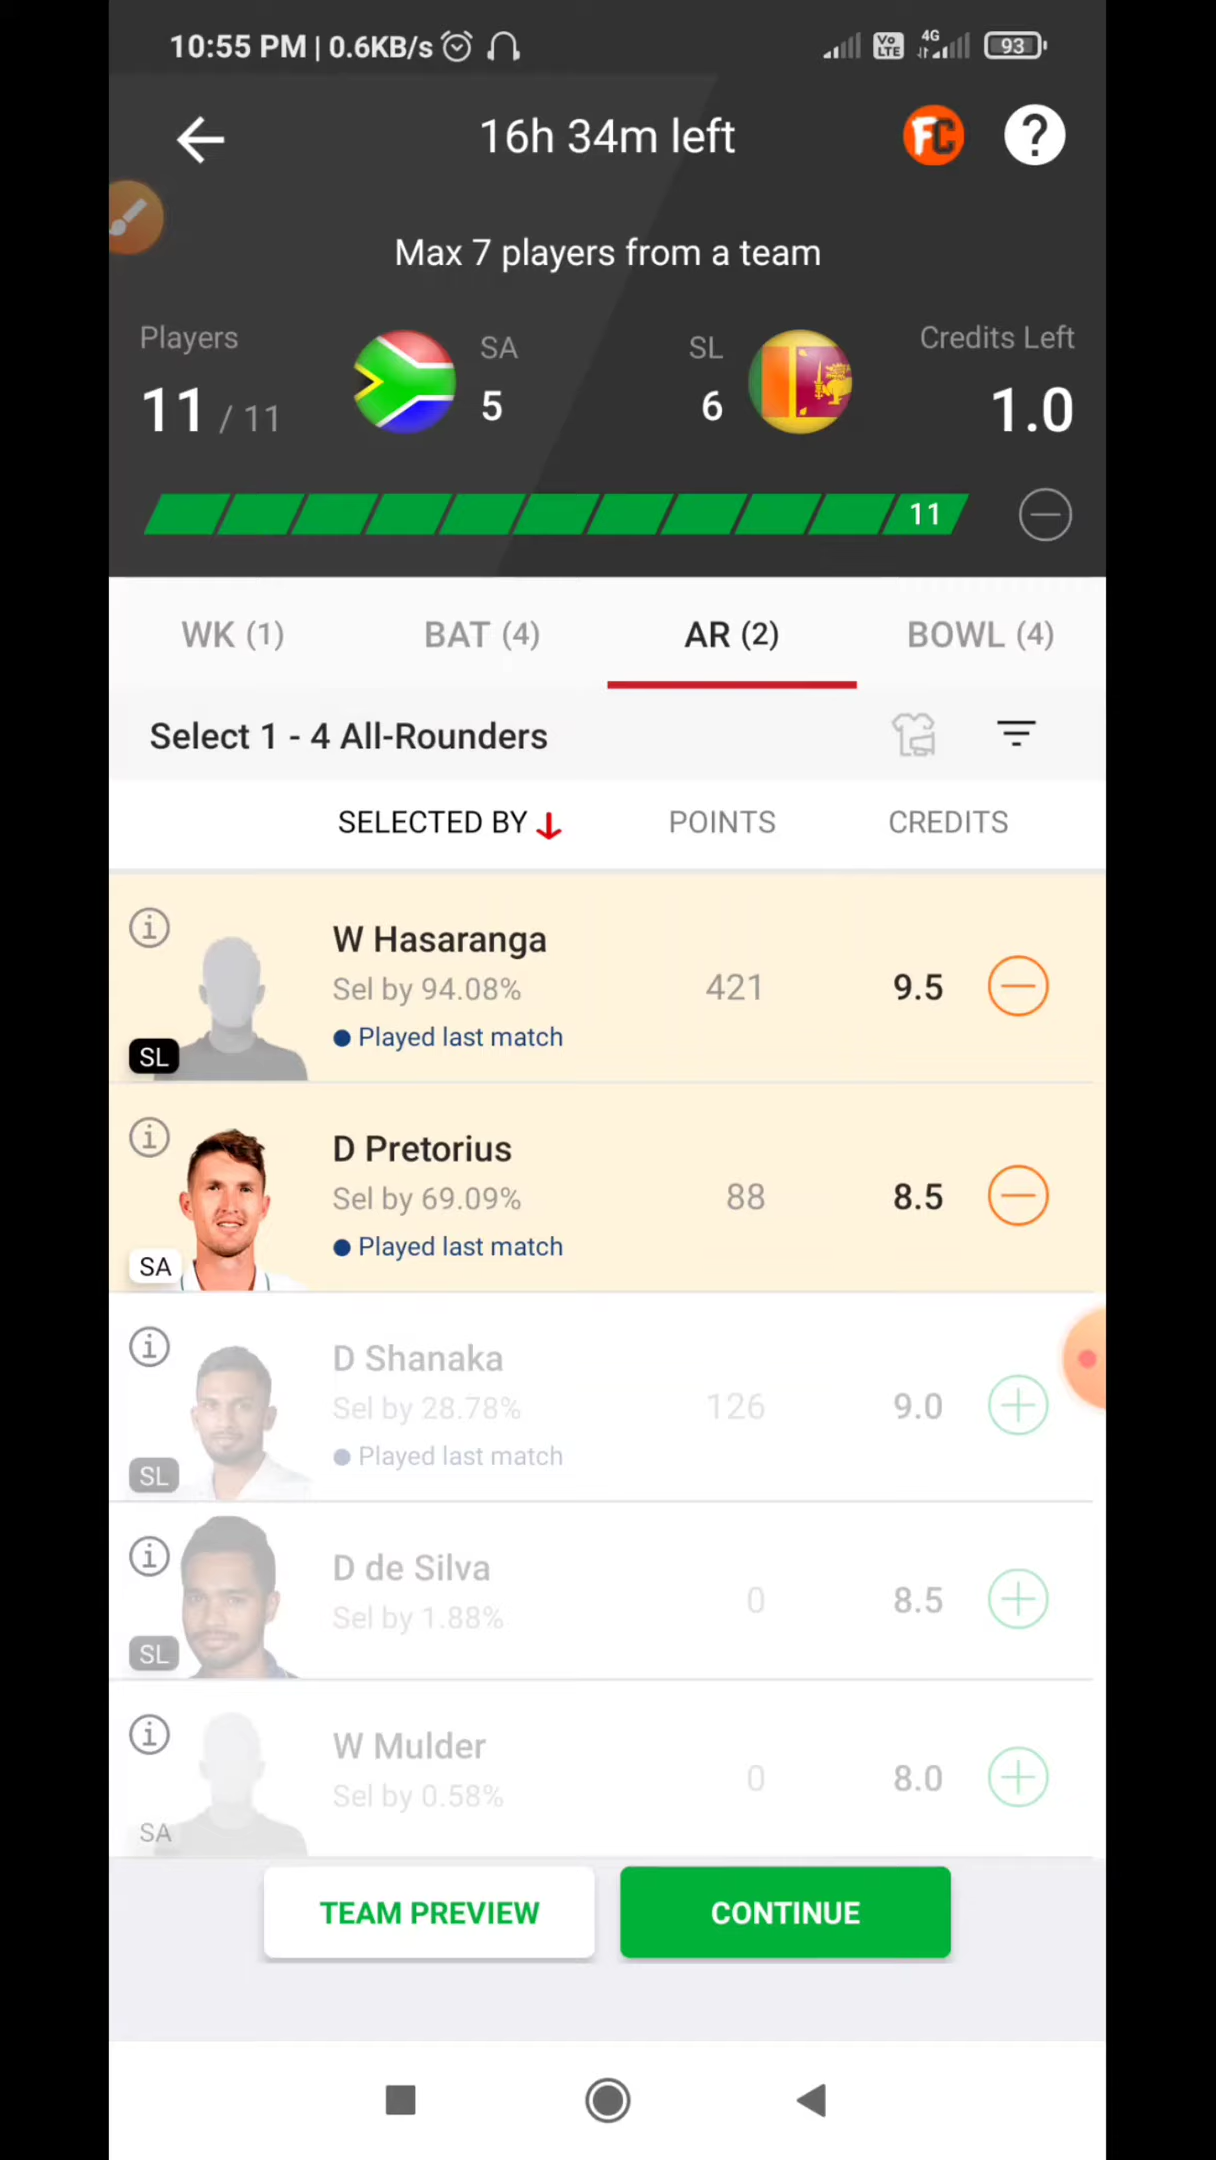 10:55 PM | 0.6KB/s
Vo LTE 4G 93
16h 34m left
FC ?
Max 7 players from a team
Players SA SL Credits Left
11 / 11 5 6 1.0
11
WK (1) BAT (4) AR (2) BOWL (4)
Select 1 - 4 All-Rounders
SELECTED BY POINTS CREDITS
W Hasaranga
Sel by 94.08% 421 9.5
Played last match
SL
D Pretorius
Sel by 69.09% 88 8.5
Played last match
SA
D Shanaka
Sel by 28.78% 126 9.0
Played last match
SL
D de Silva
Sel by 1.88% 0 8.5
SL
W Mulder
Sel by 0.58% 0 8.0
SA
TEAM PREVIEW CONTINUE